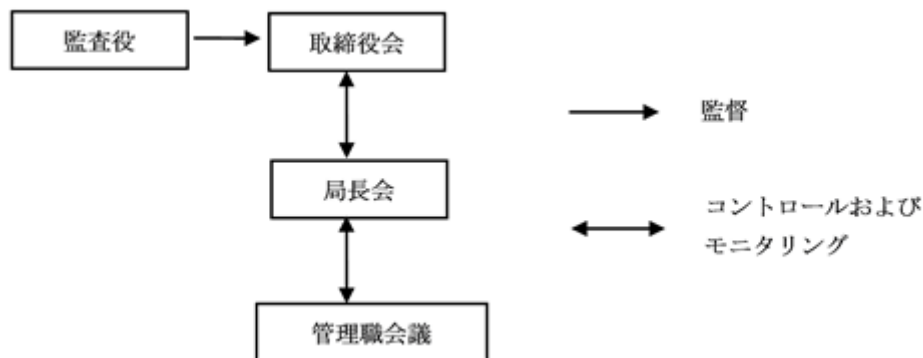 監査役
取締役会
監督
局長会
コントロールおよび
モニタリング
管理職会議